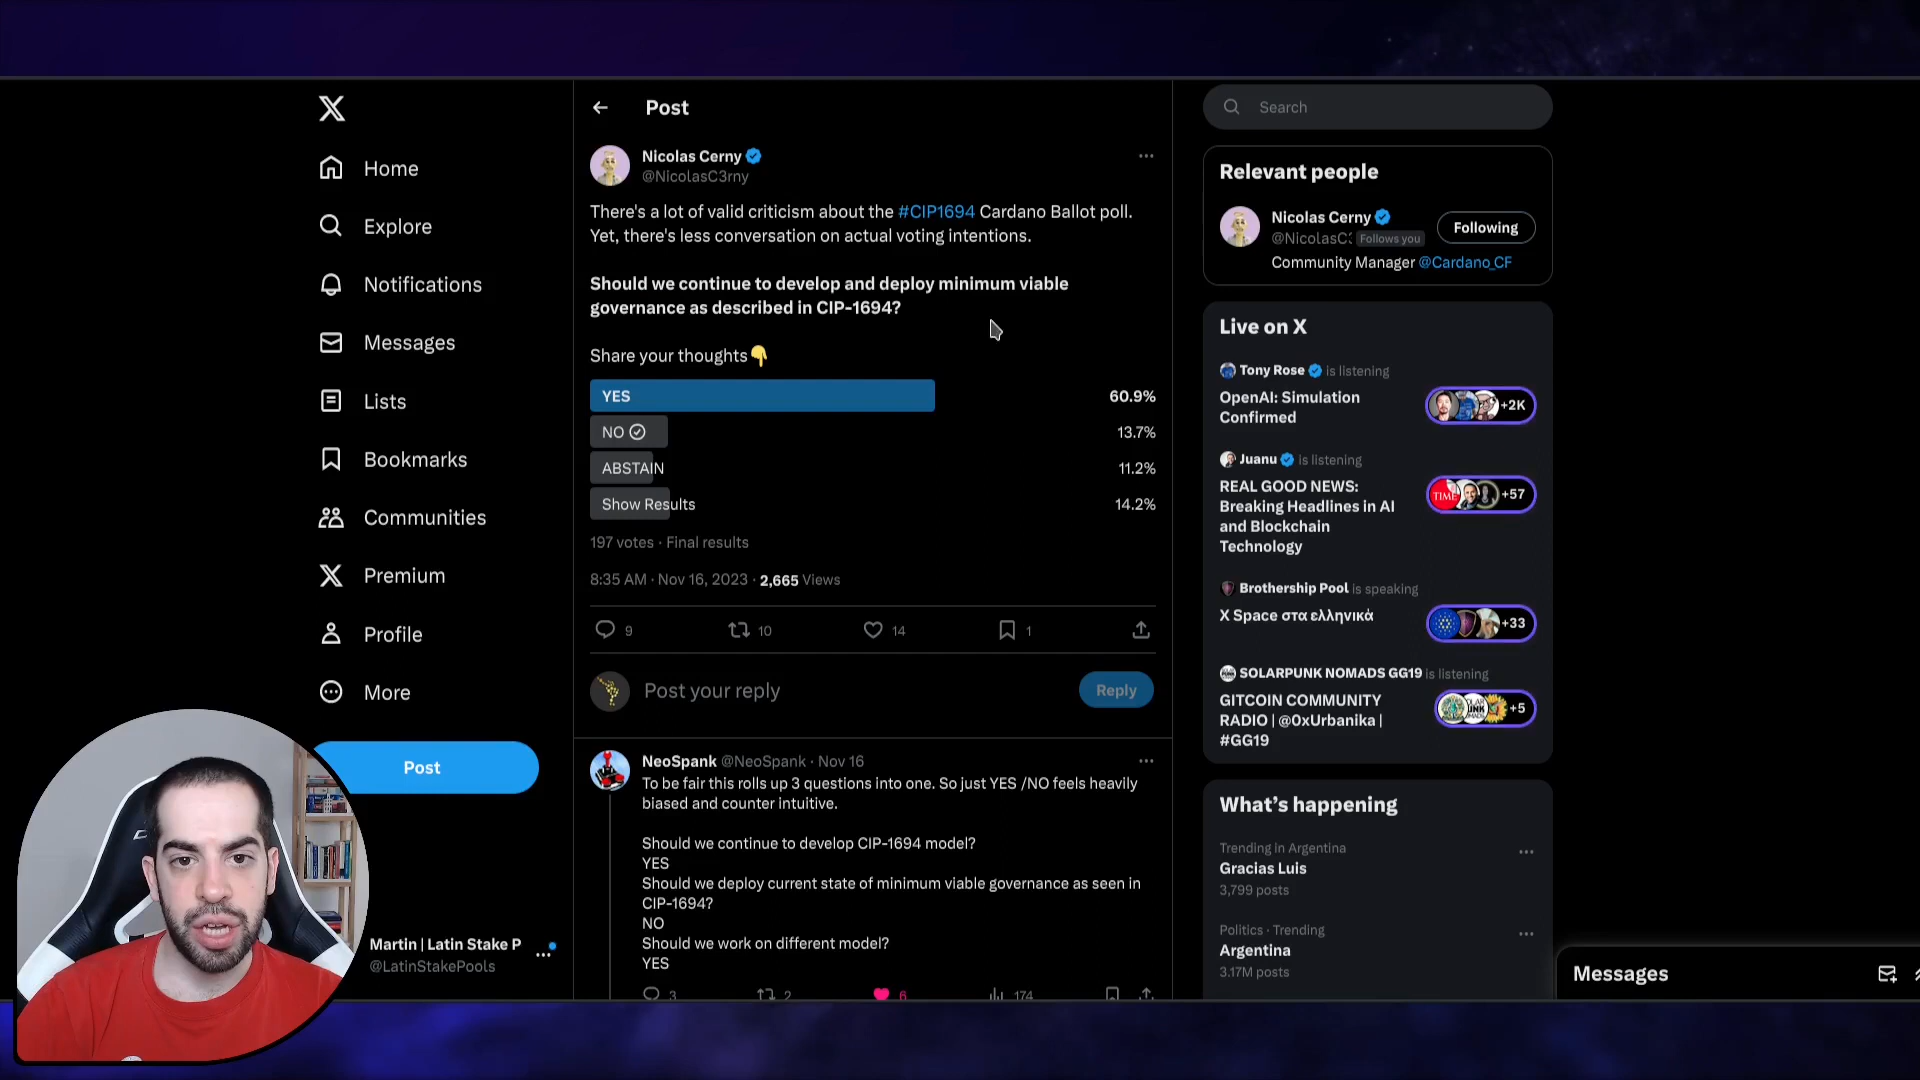 Home
Explore
Notifications
Messages
Lists
Bookmarks
Communities
Premium
Profile
More
Post
Martin | Latin Stake P
@LatinStakePools
Post
Nicolas Cerny
@NicolasC3rny
There's a lot of valid criticism about the #CIP1694 Cardano Ballot poll.
Yet, there's less conversation on actual voting intentions.
Should we continue to develop and deploy minimum viable
governance as described in CIP-1694?
Share your thoughts👇
YES 60.9%
NO 13.7%
ABSTAIN 11.2%
Show Results 14.2%
197 votes · Final results
8:35 AM · Nov 16, 2023 · 2,665 Views
9 10 14 1
Post your reply
Reply
NeoSpank @NeoSpank · Nov 16
To be fair this rolls up 3 questions into one. So just YES /NO feels heavily
biased and counter intuitive.
Should we continue to develop CIP-1694 model?
YES
Should we deploy current state of minimum viable governance as seen in
CIP-1694?
NO
Should we work on different model?
YES
3 2 6 174
Search
Relevant people
Nicolas Cerny
@NicolasC Follows you
Following
Community Manager @Cardano_CF
Live on X
Tony Rose is listening
OpenAI: Simulation
Confirmed
+2K
Juanu is listening
REAL GOOD NEWS:
Breaking Headlines in AI
and Blockchain
Technology
TIME
+57
Brothership Pool is speaking
X Space στα ελληνικά
+33
SOLARPUNK NOMADS GG19 is listening
GITCOIN COMMUNITY
RADIO | @0xUrbanika |
#GG19
+5
What's happening
Trending in Argentina
Gracias Luis
3,799 posts
Politics · Trending
Argentina
3.17M posts
Messages